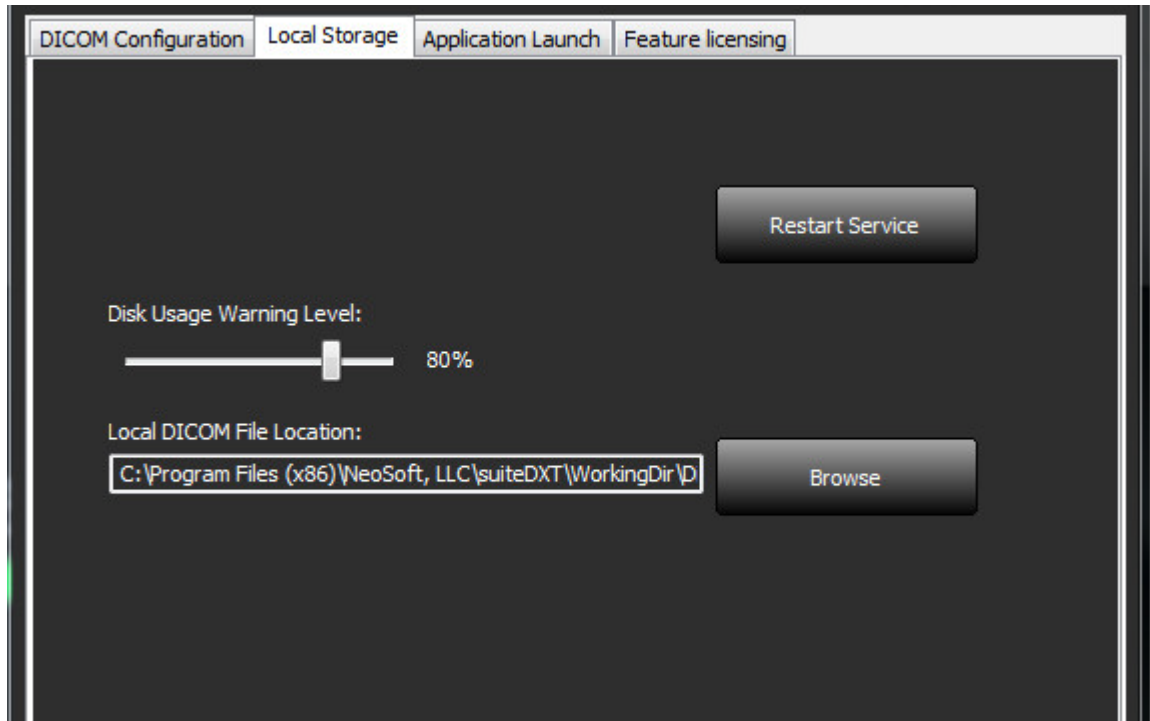 DICOM Configuration Local Storage Application Launch Feature licensing
Restart Service
Disk Usage Warning Level:
80%
Local DICOM File Location:
C:\Program Files (x86)\NeoSoft, LLC\suiteDXT\WorkingDir\D Browse